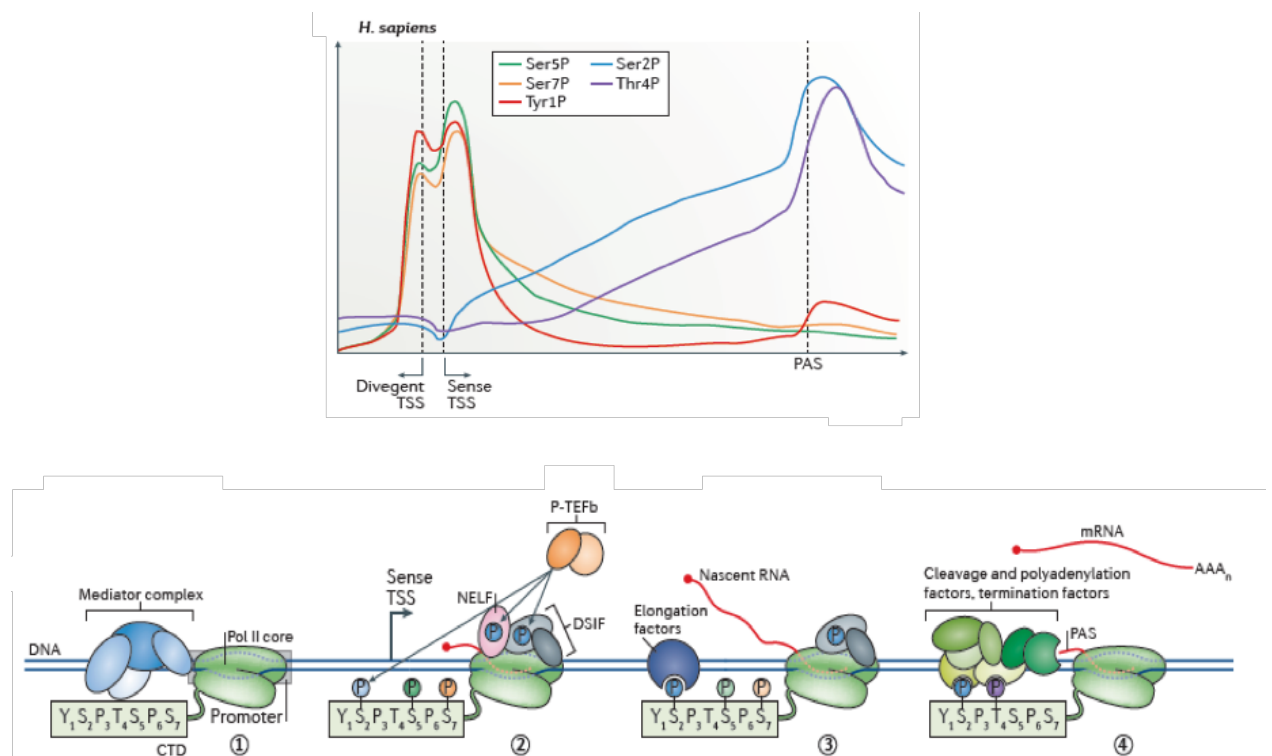 H. sapiens
Ser5P
Ser2P
Ser7P
Thr4P
Tyr1P
PAS
Divegent
TSS
Sense
TSS
P-TEFb
mRNA
AAAn
Mediator complex
Sense
TSS
NELF
Nascent RNA
Cleavage and polyadenylation
factors, termination factors
DNA
Pol II core
P
P
DSIF
Elongation
factors
P
PAS
P
P
P
P
P
P
P
P
Y1S2P3T4S5P6S7
Promoter
CTD
①
Y1S2P3T4S5P6S7
②
Y1S2P3T4S5P6S7
③
Y1S2P3T4S5P6S7
④